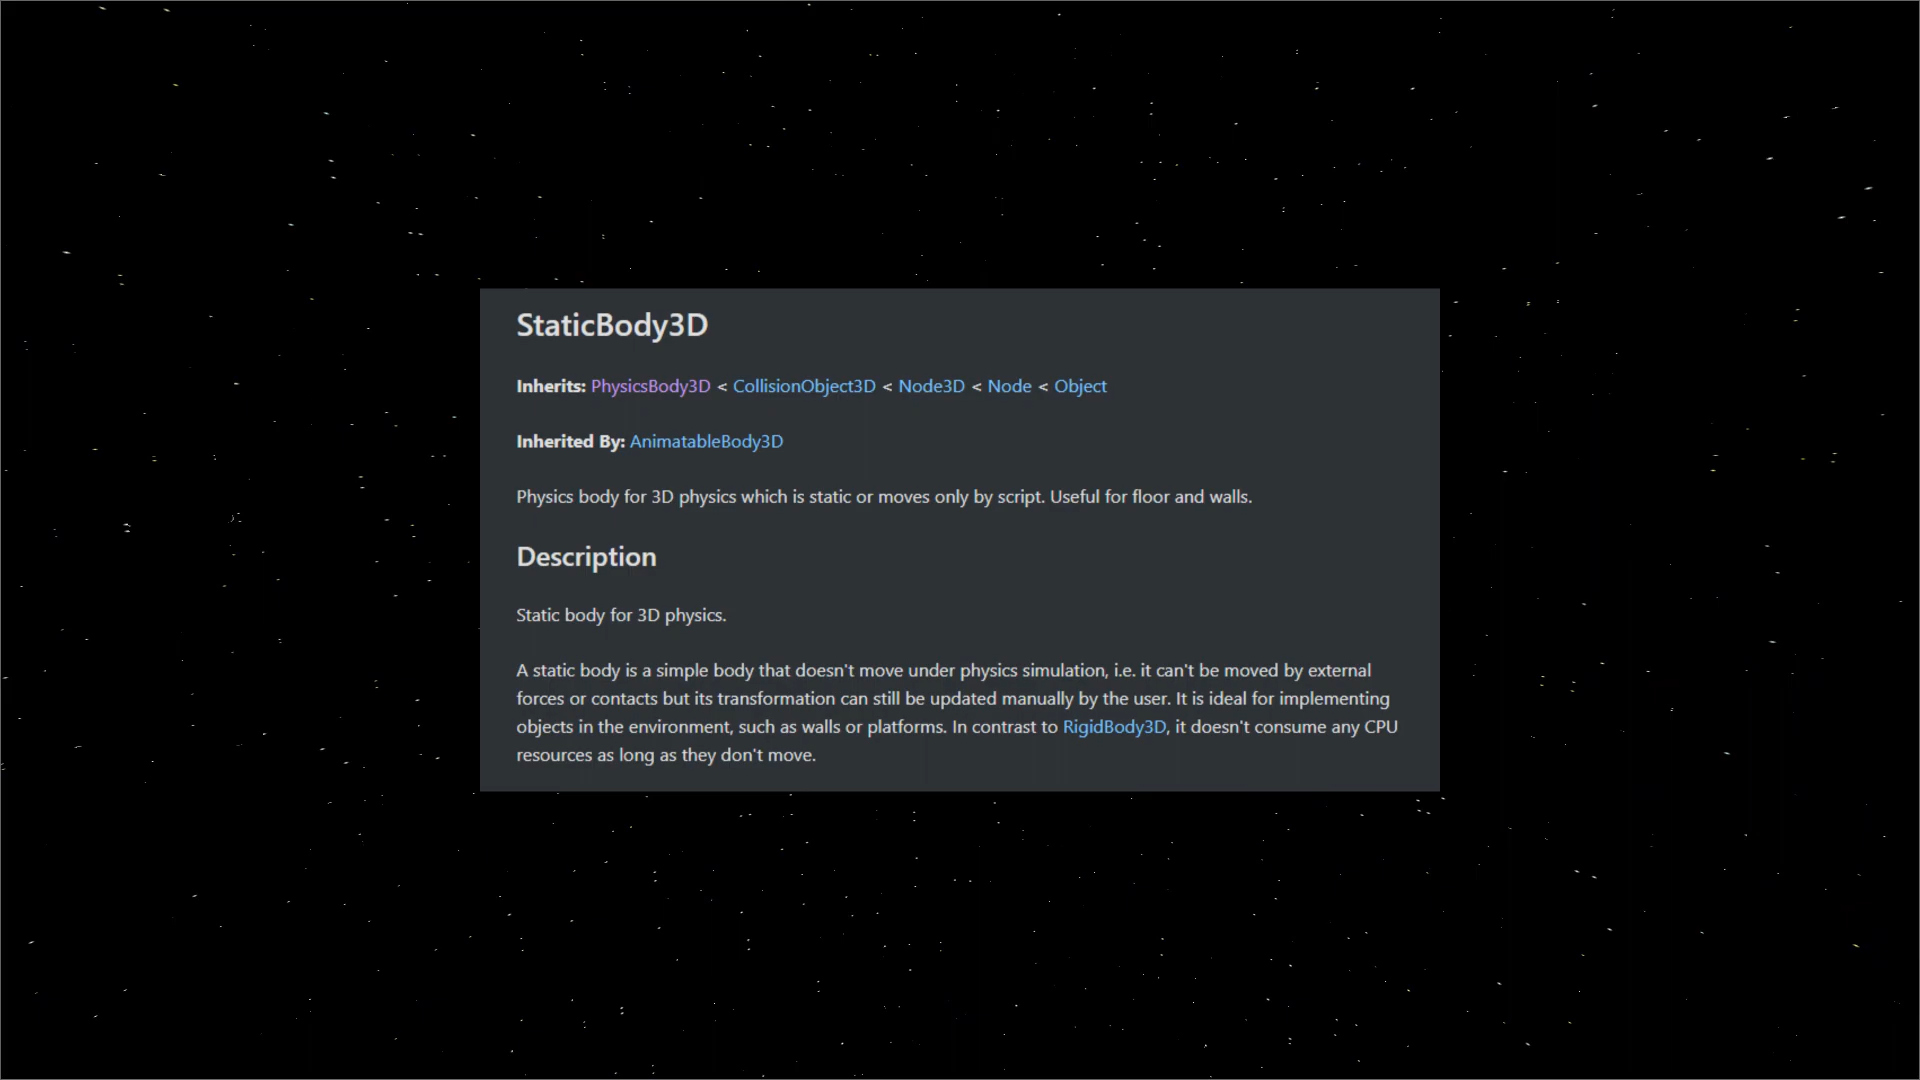 StaticBody3D
Inherits: PhysicsBody3D < CollisionObject3D < Node3D < Node < Object
Inherited By: AnimatableBody3D
Physics body for 3D physics which is static or moves only by script. Useful for floor and walls.
Description
Static body for 3D physics.
A static body is a simple body that doesn't move under physics simulation, i.e. it can't be moved by external
forces or contacts but its transformation can still be updated manually by the user. It is ideal for implementing
objects in the environment, such as walls or platforms. In contrast to RigidBody3D, it doesn't consume any CPU
resources as long as they don't move.